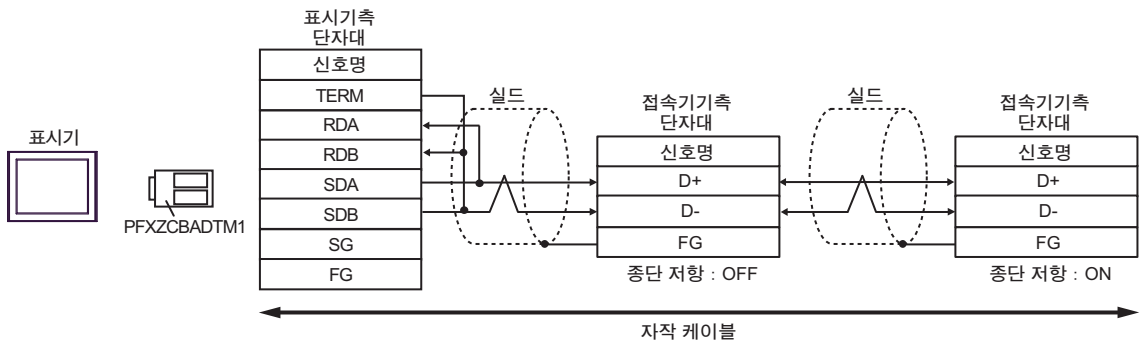 표시기
PFXZCBADTM1
표시기측
단자대
신호명
TERM
RDA
RDB
SDA
SDB
SG
FG
실드
접속기기측
단자대
신호명
D+
D-
FG
종단 저항 : OFF
실드
접속기기측
단자대
신호명
D+
D-
FG
종단 저항 : ON
자작 케이블